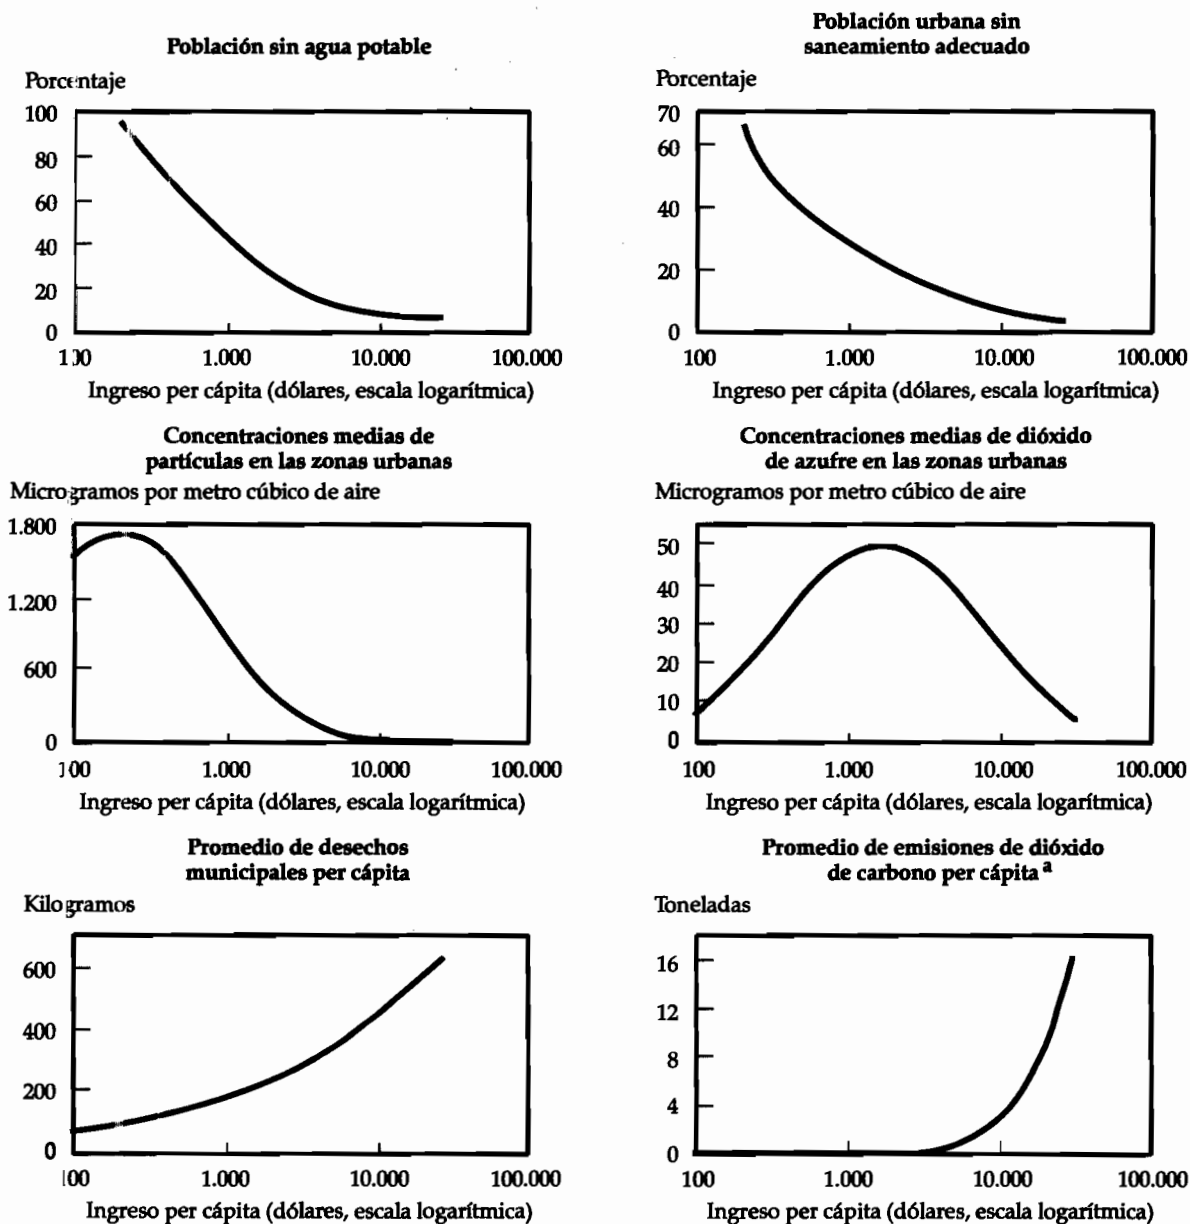 Población sin agua potable
Porcentaje
100
80
60
40
20
0
100 1.000 10.000 100.000
Ingreso per cápita (dólares, escala logarítmica)
Población urbana sin
saneamiento adecuado
Porcentaje
70
60
40
20
0
100 1.000 10.000 100.000
Ingreso per cápita (dólares, escala logarítmica)
Concentraciones medias de
partículas en las zonas urbanas
Microgramos por metro cúbico de aire
1.800
1.200
600
0
100 1.000 10.000 100.000
Ingreso per cápita (dólares, escala logarítmica)
Concentraciones medias de dióxido
de azufre en las zonas urbanas
Microgramos por metro cúbico de aire
50
40
30
20
10
0
100 1.000 10.000 100.000
Ingreso per cápita (dólares, escala logarítmica)
Promedio de desechos
municipales per cápita
Kilogramos
600
400
200
0
100 1.000 10.000 100.000
Ingreso per cápita (dólares, escala logarítmica)
Promedio de emisiones de dióxido
de carbono per cápita a
Toneladas
16
12
8
4
0
100 1.000 10.000 100.000
Ingreso per cápita (dólares, escala logarítmica)